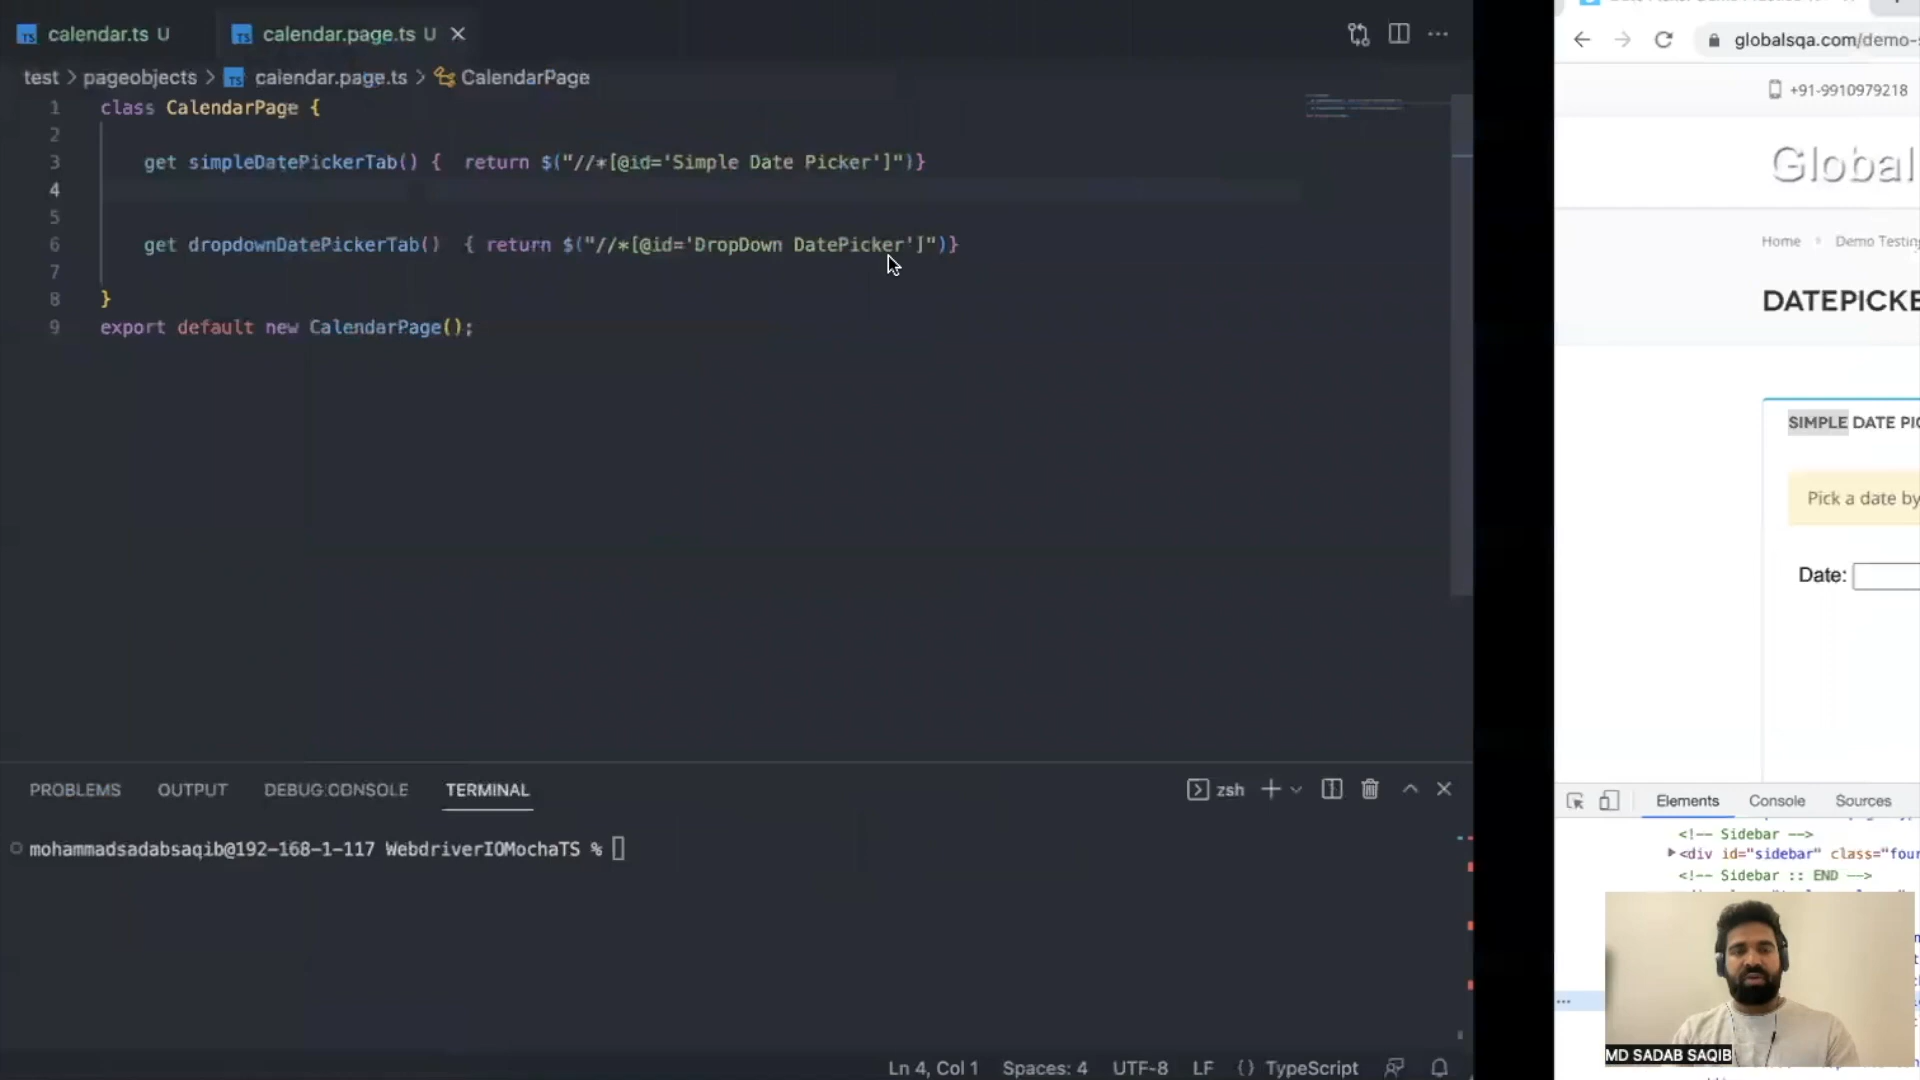 calendar.ts U
calendar.page.ts U
test > pageobjects > calendar.page.ts > CalendarPage
1 class CalendarPage {
2
3 get simpleDatePickerTab() { return $("//*[@id='Simple Date Picker']")}
4
5
6 get dropdownDatePickerTab() { return $("//*[@id='DropDown DatePicker']")}
7
8 }
9 export default new CalendarPage();
PROBLEMS OUTPUT DEBUG CONSOLE TERMINAL
zsh
mohammadsadabsaqib@192-168-1-117 WebdriverIOMochaTS %
Ln 4, Col 1 Spaces: 4 UTF-8 LF {} TypeScript
globalsqa.com/demo-
+91-9910979218
Global
Home Demo Testing
DATEPICKE
SIMPLE DATE PIC
Pick a date by
Date:
Elements Console Sources
<!-- Sidebar -->
<div id="sidebar" class="four
<!-- Sidebar :: END -->
MD SADAB SAQIB